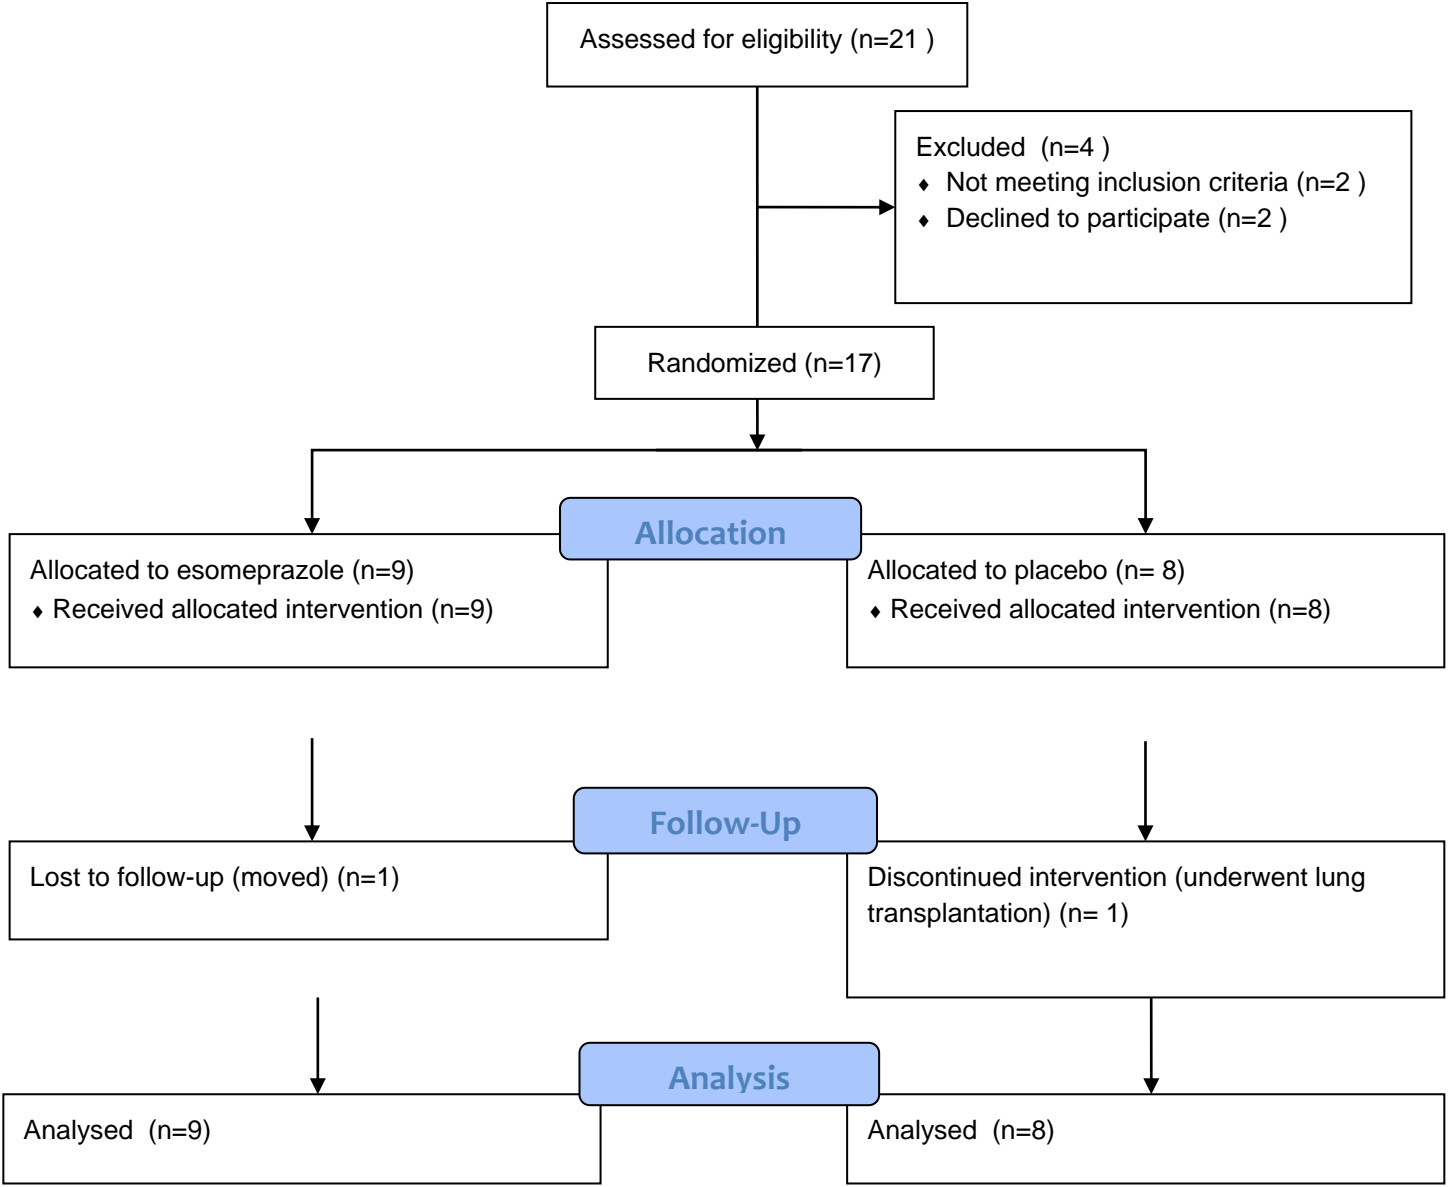 Assessed for eligibility (n=21 )
Excluded  (n=4 )
♦ Not meeting inclusion criteria (n=2 )
♦ Declined to participate (n=2 )
Randomized (n=17)
Allocation
Allocated to esomeprazole (n=9)
♦ Received allocated intervention (n=9)
Allocated to placebo (n= 8)
♦ Received allocated intervention (n=8)
Follow-Up
Lost to follow-up (moved) (n=1)
Discontinued intervention (underwent lung
transplantation) (n= 1)
Analysis
Analysed  (n=9)
Analysed  (n=8)